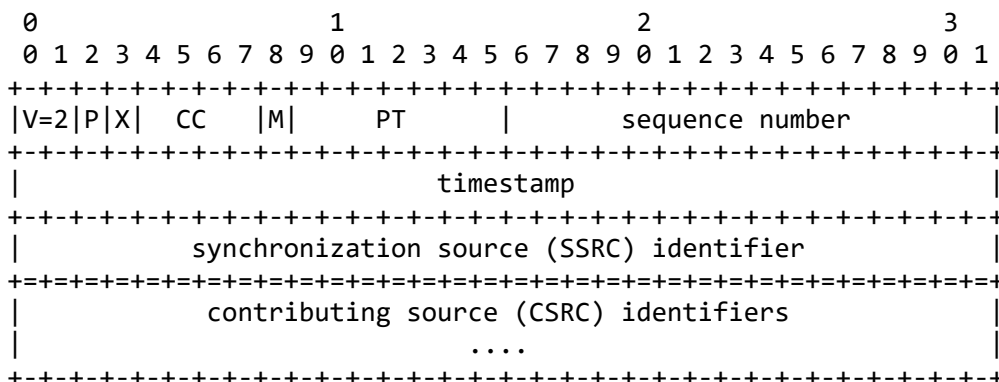 0                   1                   2                   3
 0 1 2 3 4 5 6 7 8 9 0 1 2 3 4 5 6 7 8 9 0 1 2 3 4 5 6 7 8 9 0 1
+-+-+-+-+-+-+-+-+-+-+-+-+-+-+-+-+-+-+-+-+-+-+-+-+-+-+-+-+-+-+-+-+
|V=2|P|X|  CC   |M|     PT      |       sequence number         |
+-+-+-+-+-+-+-+-+-+-+-+-+-+-+-+-+-+-+-+-+-+-+-+-+-+-+-+-+-+-+-+-+
|                           timestamp                           |
+-+-+-+-+-+-+-+-+-+-+-+-+-+-+-+-+-+-+-+-+-+-+-+-+-+-+-+-+-+-+-+-+
|           synchronization source (SSRC) identifier            |
+=+=+=+=+=+=+=+=+=+=+=+=+=+=+=+=+=+=+=+=+=+=+=+=+=+=+=+=+=+=+=+=+
|            contributing source (CSRC) identifiers             |
|                             ....                              |
+-+-+-+-+-+-+-+-+-+-+-+-+-+-+-+-+-+-+-+-+-+-+-+-+-+-+-+-+-+-+-+-+